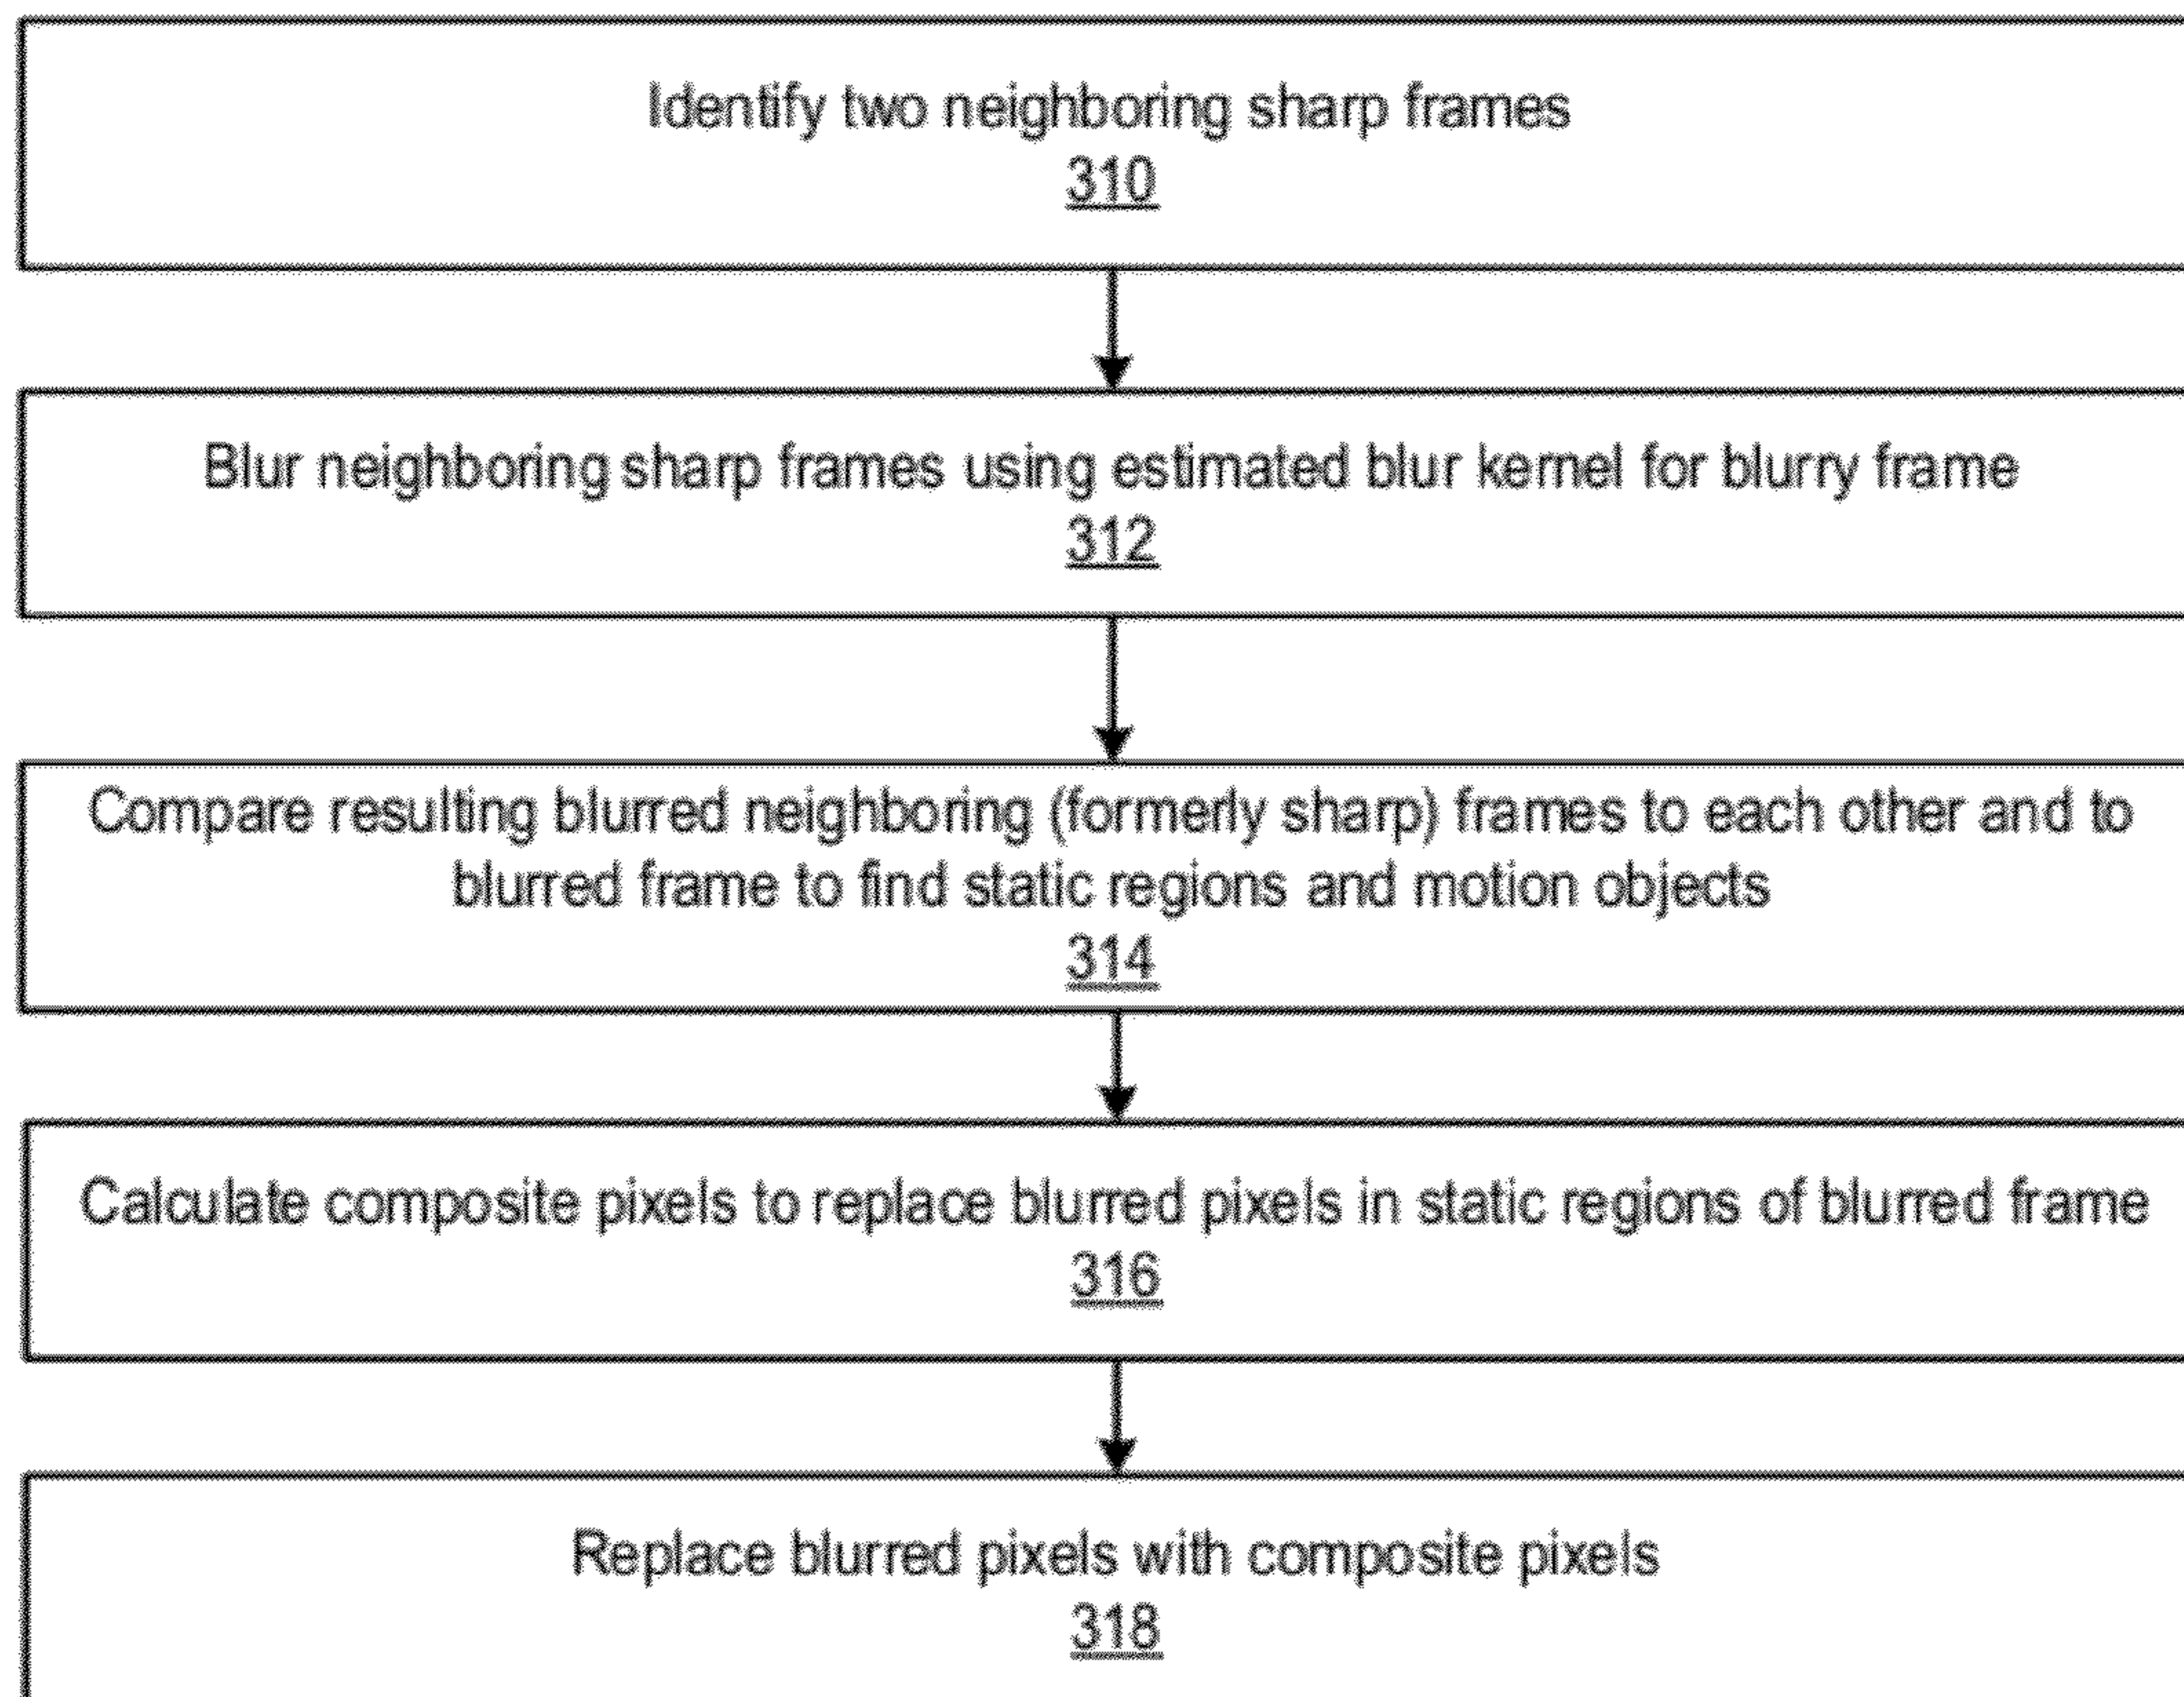 Identify two neighboring sharp frames
310
Blur neighboring sharp frames using estimated blur kernel for blurry frame
312
Compare resulting blurred neighboring (formerly sharp) frames to each other and to
blurred frame to find static regions and motion objects
314
Calculate composite pixels to replace blurred pixels in static regions of blurred frame
316
Replace blurred pixels with composite pixels
318